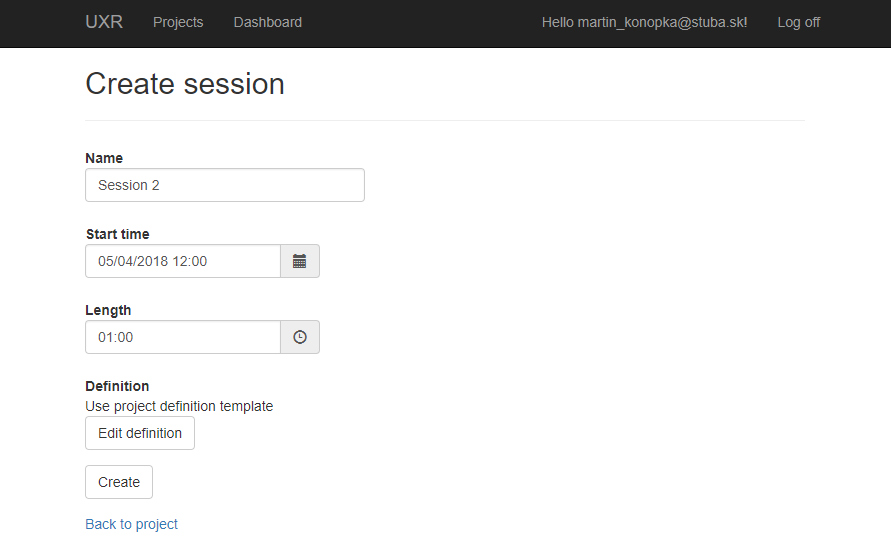 UXR Projects Dashboard Hello martin_konopka@stuba.sk! Log off
Create session
Name
Session 2
Start time
05/04/2018 12:00
Length
01:00
Definition
Use project definition template
Edit definition
Create
Back to project